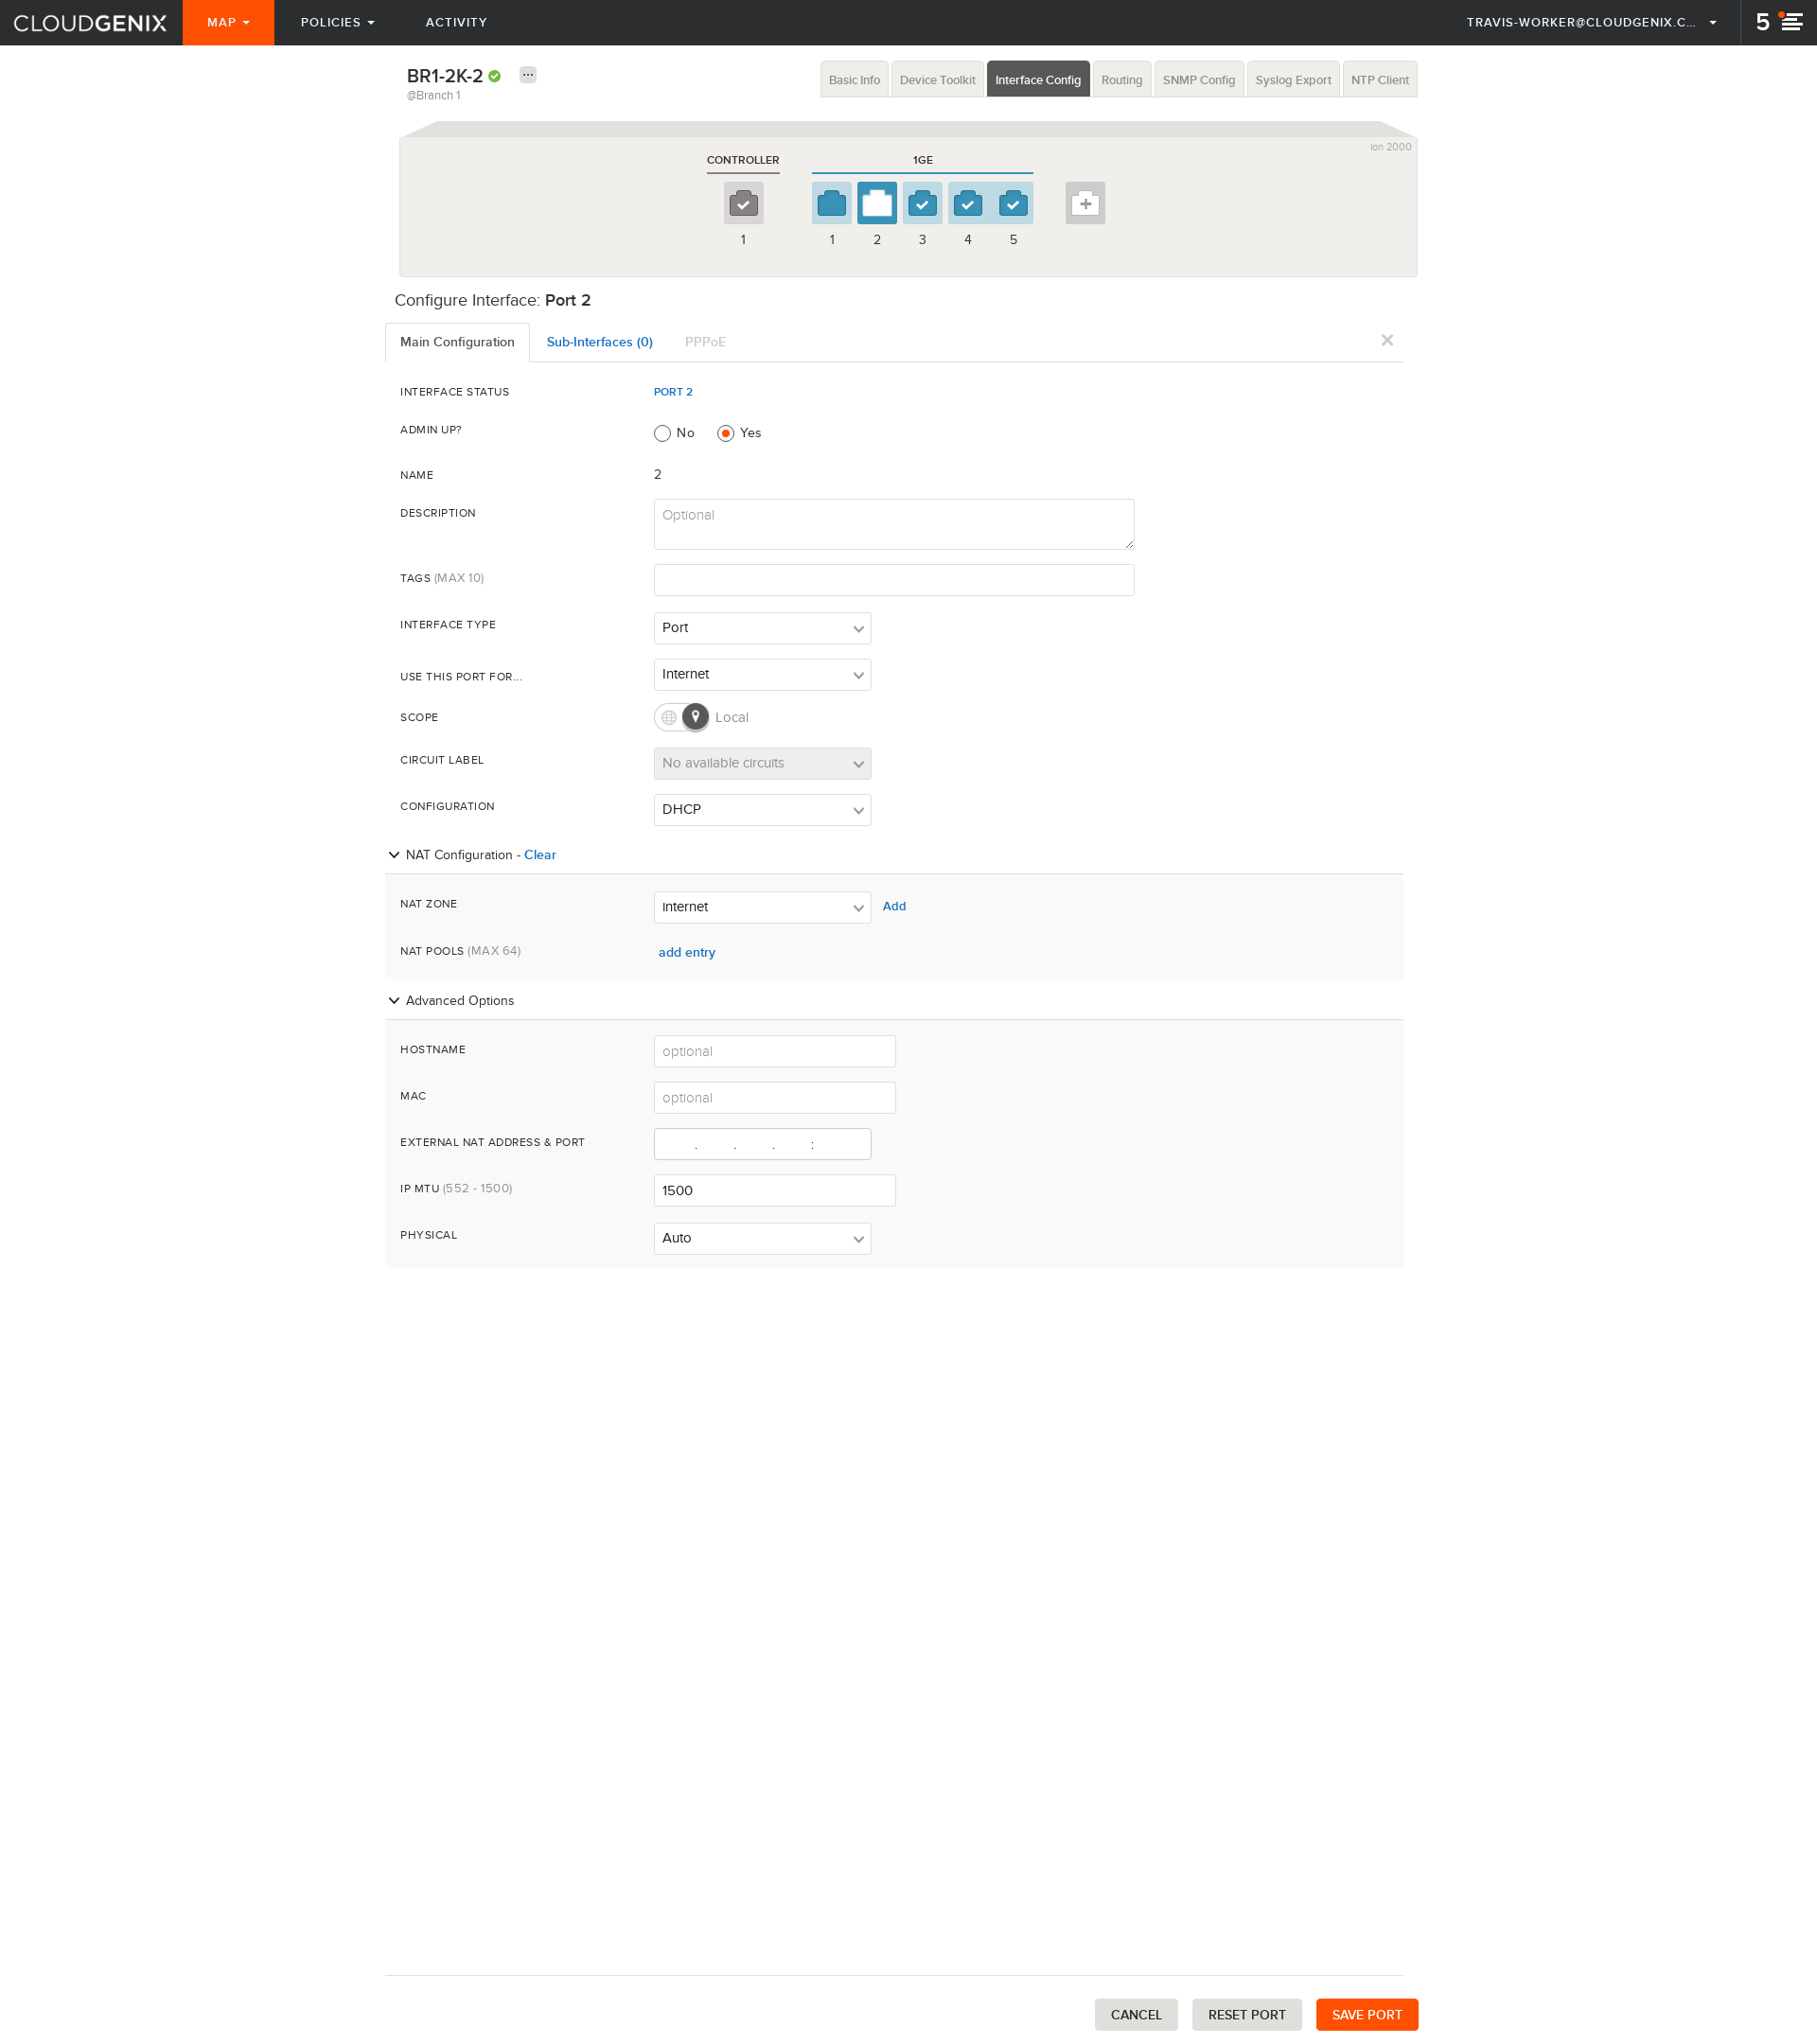 CLOUDGENIX MAP POLICIES ACTIVITY TRAVIS-WORKER@CLOUDGENIX.C... 5
BR1-2K-2 ...
@Branch 1
Basic Info Device Toolkit Interface Config Routing SNMP Config Syslog Export NTP Client
ion 2000
CONTROLLER 1GE
1 1 2 3 4 5
Configure Interface: Port 2
Main Configuration Sub-Interfaces (0) PPPoE
INTERFACE STATUS PORT 2
ADMIN UP? No Yes
NAME 2
DESCRIPTION Optional
TAGS (MAX 10)
INTERFACE TYPE Port
USE THIS PORT FOR... Internet
SCOPE Local
CIRCUIT LABEL No available circuits
CONFIGURATION DHCP
NAT Configuration - Clear
NAT ZONE internet Add
NAT POOLS (MAX 64) add entry
Advanced Options
HOSTNAME optional
MAC optional
EXTERNAL NAT ADDRESS & PORT . . . :
IP MTU (552 - 1500) 1500
PHYSICAL Auto
CANCEL RESET PORT SAVE PORT